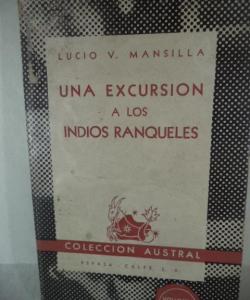 LUCIO V. MANSILLA
UNA EXCURSION
A LOS
INDIOS RANQUELES
COLECCION AUSTRAL
ESPASA - CALPE S. A.